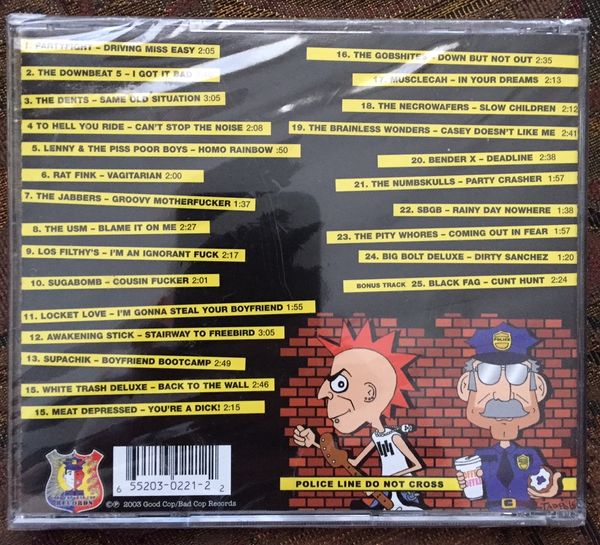 1. PARTYFIGHT – DRIVING MISS EASY 2:05
2. THE DOWNBEAT 5 – I GOT IT BAD
3. THE DENTS – SAME OLD SITUATION 3:05
4 TO HELL YOU RIDE – CAN'T STOP THE NOISE 2:08
5. LENNY & THE PISS POOR BOYS – HOMO RAINBOW :50
6. RAT FINK – VAGITARIAN 2:00
7. THE JABBERS – GROOVY MOTHERFUCKER 1:37
8. THE USM – BLAME IT ON ME 2:27
9. LOS FILTHY'S – I'M AN IGNORANT FUCK 2:17
10. SUGABOMB – COUSIN FUCKER 2:01
11. LOCKET LOVE – I'M GONNA STEAL YOUR BOYFRIEND 1:55
12. AWAKENING STICK – STAIRWAY TO FREEBIRD 3:05
13. SUPACHIK – BOYFRIEND BOOTCAMP 2:49
15. WHITE TRASH DELUXE – BACK TO THE WALL 2:46
15. MEAT DEPRESSED – YOU'RE A DICK! 2:15
16. THE GOBSHITES – DOWN BUT NOT OUT 2:35
17. MUSCLECAH – IN YOUR DREAMS 2:13
18. THE NECROWAFERS – SLOW CHILDREN 2:12
19. THE BRAINLESS WONDERS – CASEY DOESN'T LIKE ME 2:41
20. BENDER X – DEADLINE 2:38
21. THE NUMBSKULLS – PARTY CRASHER 1:57
22. SBGB – RAINY DAY NOWHERE 1:38
23. THE PITY WHORES – COMING OUT IN FEAR 1:57
24. BIG BOLT DELUXE – DIRTY SANCHEZ 1:20
BONUS TRACK 25. BLACK FAG – CUNT HUNT 2:24
POLICE
POLICE LINE DO NOT CROSS
RECORDS
6 55203-0221-2 2
©℗ 2003 Good Cop/Bad Cop Records